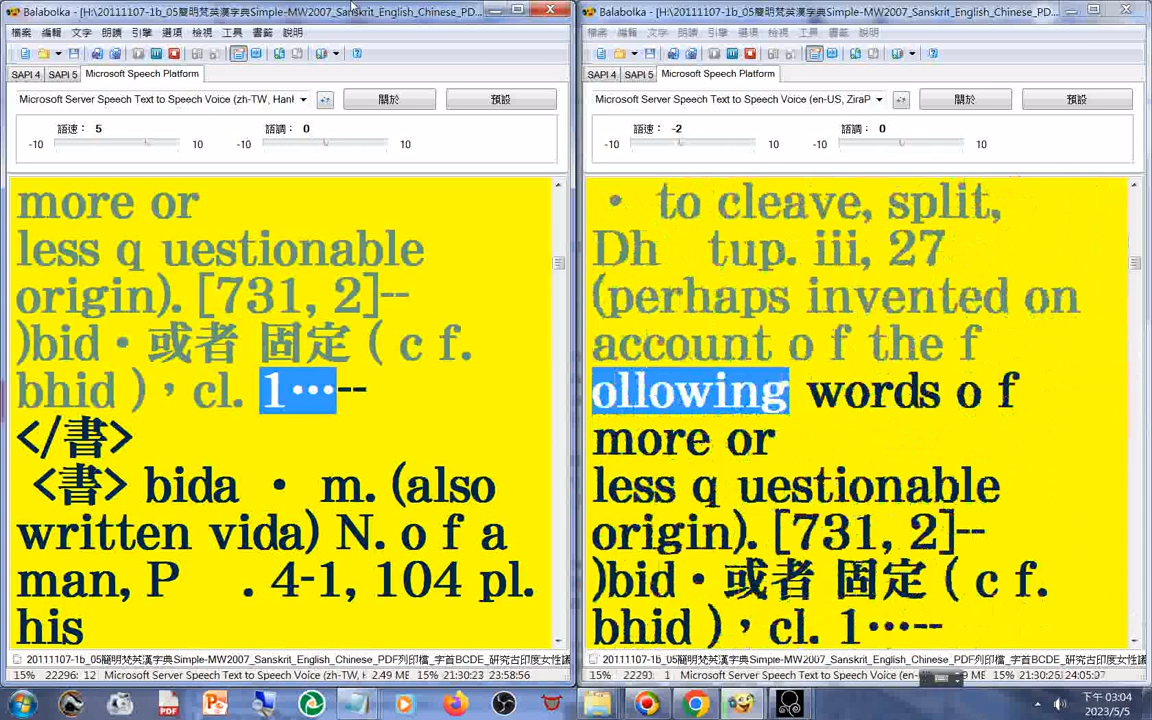 Balabolka - [H:\20111107-1b_05簡明梵英漢字典Simple-MW2007_Sanskrit_English_Chinese_PD...
檔案 編輯 文字 朗讀 引擎 選項 檢視 工具 書籤 說明
SAPI 4 SAPI 5 Microsoft Speech Platform
Microsoft Server Speech Text to Speech Voice (zh-TW, Hanl
關於 預設
語速： 5 語調： 0
-10 10 -10 10
more or
less q uestionable
origin). [731, 2]--
)bid‧或者 固定 ( c f.
bhid )，cl. 1…--
</書>
<書> bida ‧ m. (also
written vida) N. o f a
man, P . 4-1, 104 pl.
his
20111107-1b_05簡明梵英漢字典Simple-MW2007_Sanskrit_English_Chinese_PDF列印檔_字首BCDE_研究古印度女性議
15% 22296: 12 Microsoft Server Speech Text to Speech Voice (zh-TW, H 2.49 MB 15% 21:30:23 23:58:56
Balabolka - [H:\20111107-1b_05簡明梵英漢字典Simple-MW2007_Sanskrit_English_Chinese_PD...
檔案 編輯 文字 朗讀 引擎 選項 檢視 工具 書籤 說明
SAPI 4 SAPI 5 Microsoft Speech Platform
Microsoft Server Speech Text to Speech Voice (en-US, ZiraP
關於 預設
語速： -2 語調： 0
-10 10 -10 10
‧ to cleave, split,
Dh tup. iii, 27
(perhaps invented on
account o f the f
ollowing words o f
more or
less q uestionable
origin). [731, 2]--
)bid‧或者 固定 ( c f.
bhid )，cl. 1…--
20111107-1b_05簡明梵英漢字典Simple-MW2007_Sanskrit_English_Chinese_PDF列印檔_字首BCDE_研究古印度女性議
15% Microsoft Server Speech Text to Speech Voice (en- 15% 21:30:26
下午 03:04
2023/5/5